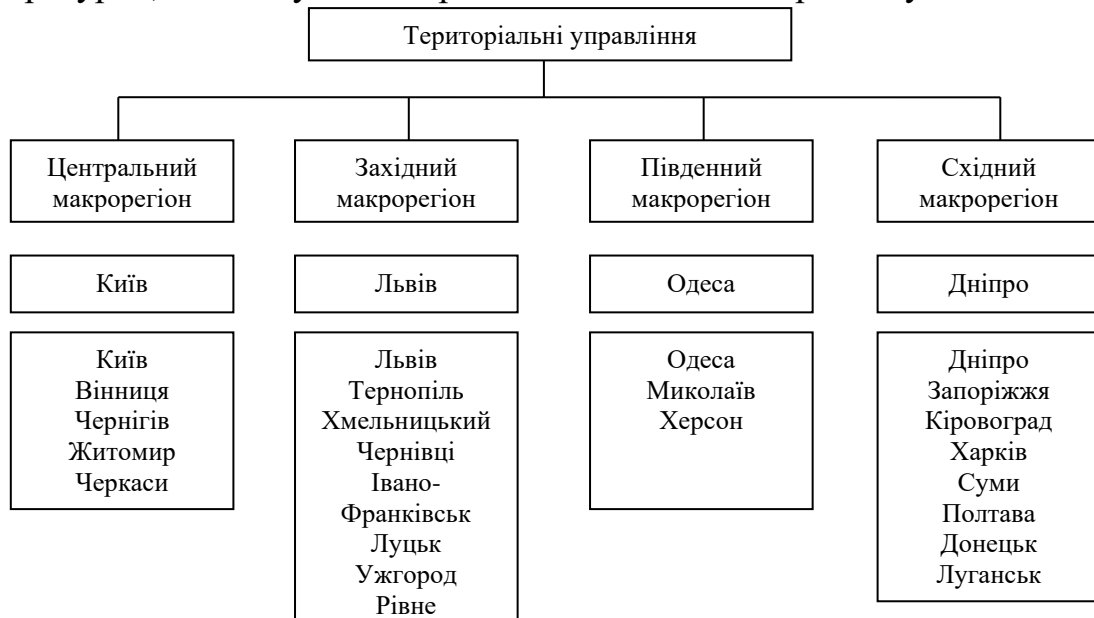 Територіальні управління
Центральний
макрорегіон
Західний
макрорегіон
Південний
макрорегіон
Східний
макрорегіон
Київ
Львів
Одеса
Дніпро
Київ
Вінниця
Чернігів
Житомир
Черкаси
Львів
Тернопіль
Хмельницький
Чернівці
Івано-
Франківськ
Луцьк
Ужгород
Рівне
Одеса
Миколаїв
Херсон
Дніпро
Запоріжжя
Кіровоград
Харків
Суми
Полтава
Донецьк
Луганськ